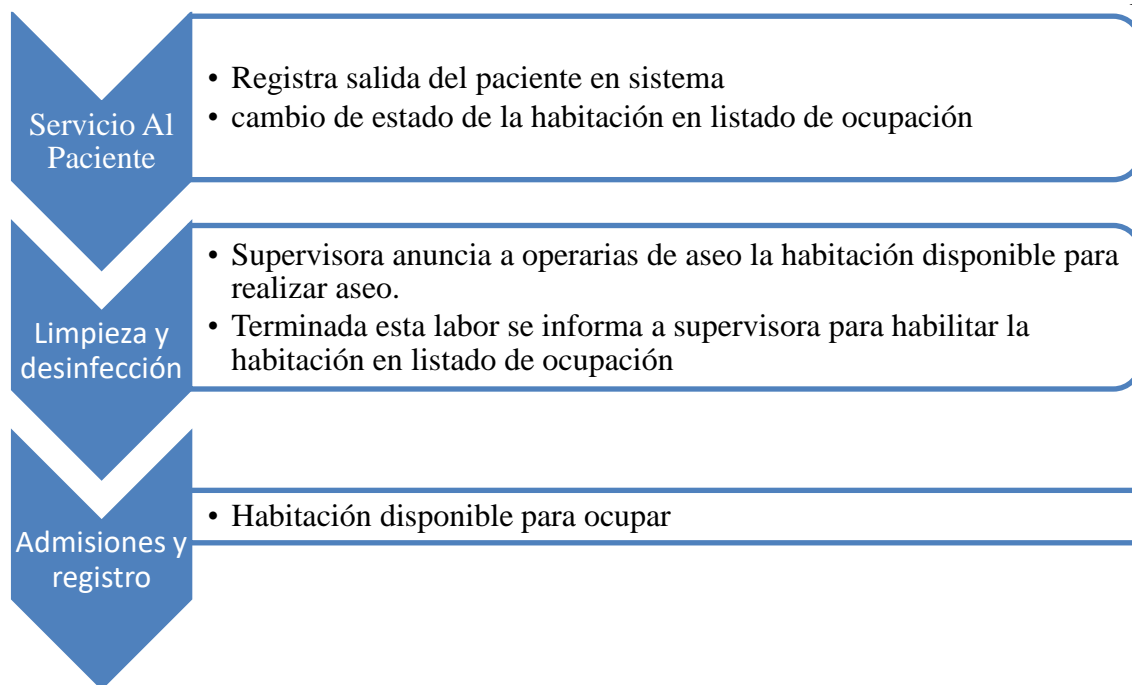 Servicio Al
Paciente
• Registra salida del paciente en sistema
• cambio de estado de la habitación en listado de ocupación
Limpieza y
desinfección
• Supervisora anuncia a operarias de aseo la habitación disponible para
realizar aseo.
• Terminada esta labor se informa a supervisora para habilitar la
habitación en listado de ocupación
Admisiones y
registro
• Habitación disponible para ocupar